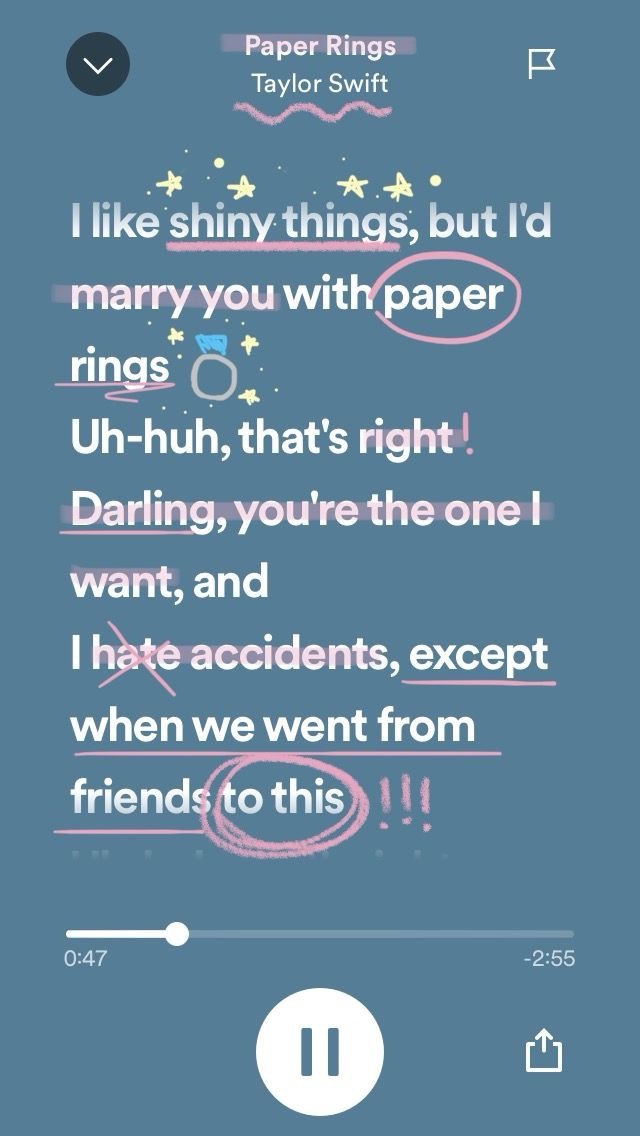 Paper Rings
Taylor Swift
I like shiny things, but I'd
marry you with paper
rings
Uh-huh, that's right!
Darling, you're the one I
want, and
I hate accidents, except
when we went from
friends to this !!!
0:47
-2:55